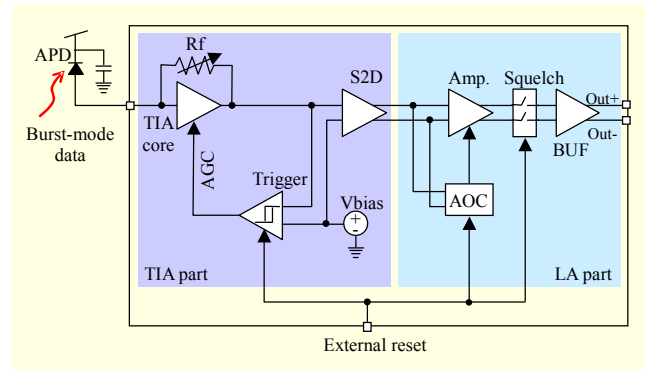 Rf
APD
S2D
Amp.
Squelch
Out+
Out-
TIA
core
BUF
Burst-mode
data
AGC
Trigger
Vbias
+
-
AOC
TIA part
LA part
External reset